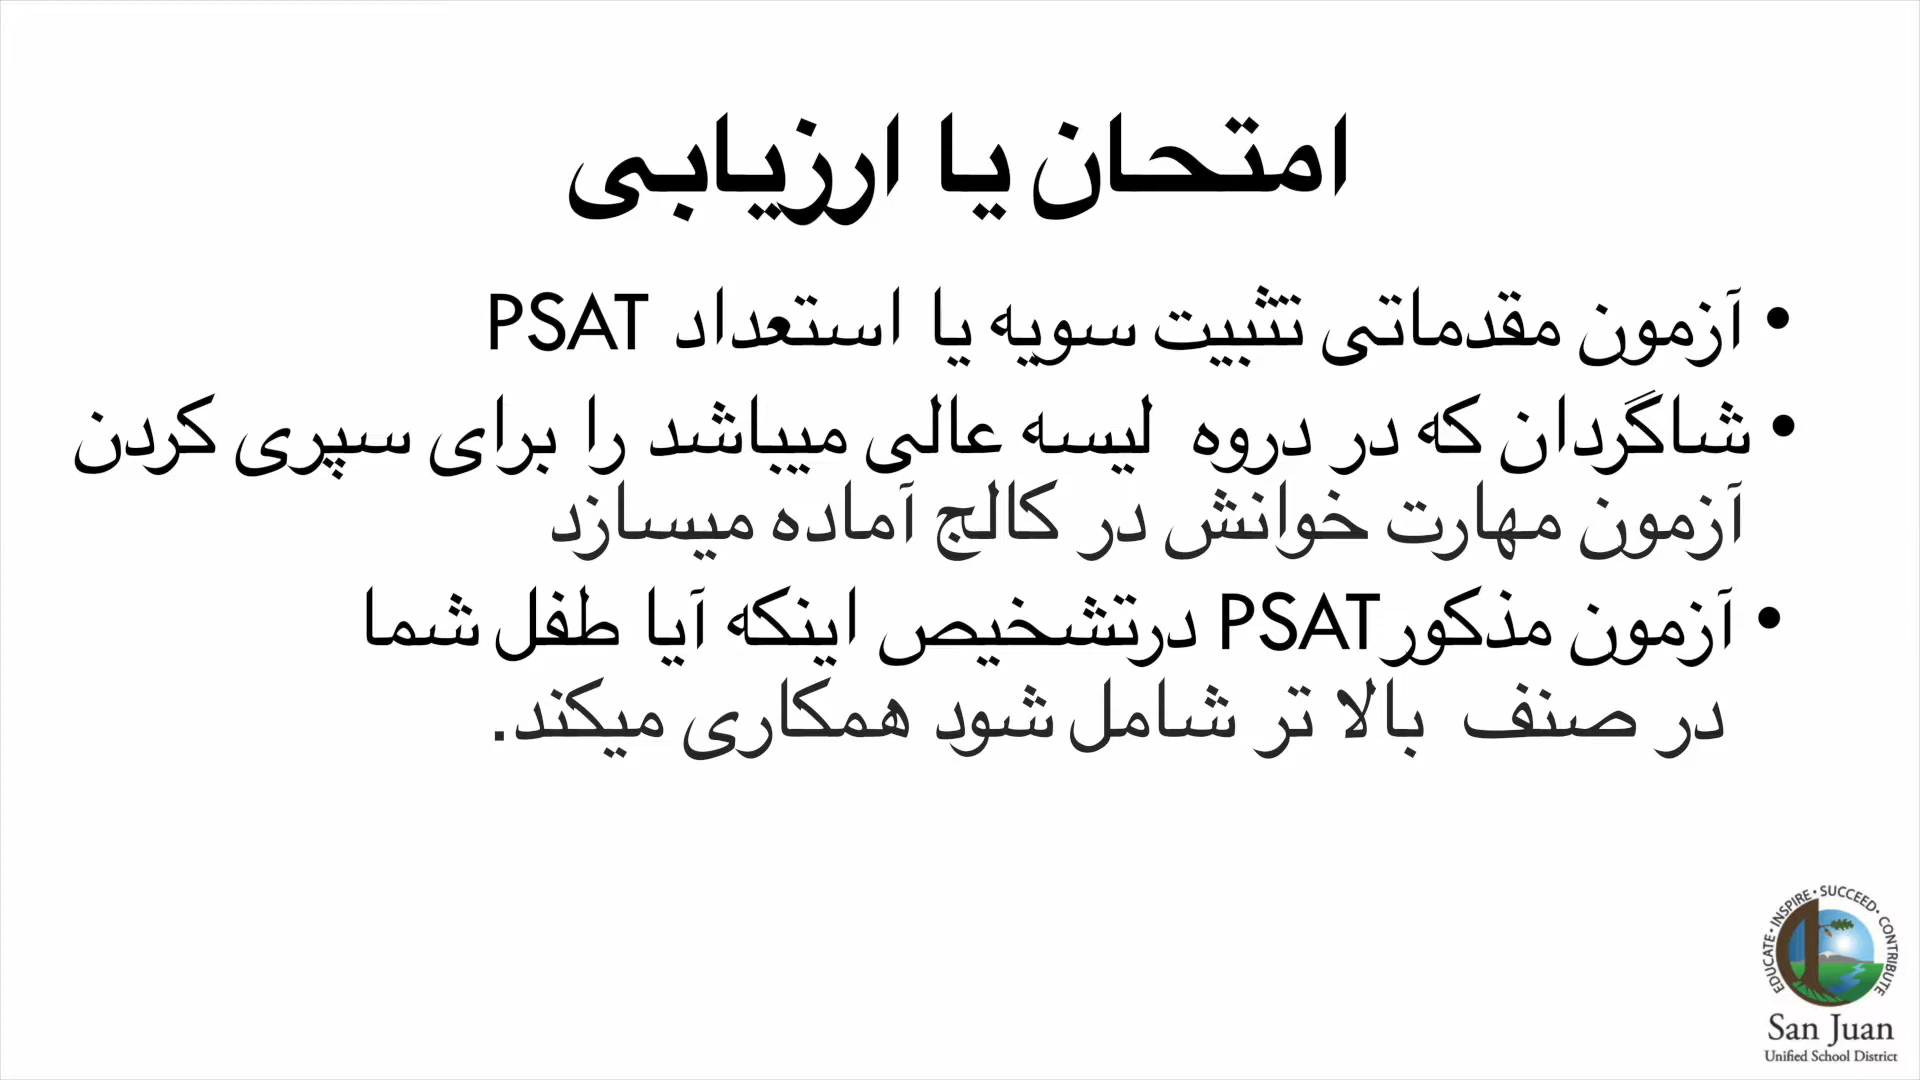 امتحان یا ارزیابی
• آزمون مقدماتی تثبیت سویه یا استعداد PSAT
• شاگردان که در دروه لیسه عالی میباشد را برای سپری کردن
آزمون مهارت خوانش در کالج آماده میسازد
• آزمون مذکورPSAT درتشخیص اینکه آیا طفل شما
در صنف بالا تر شامل شود همکاری میکند.
EDUCATE • INSPIRE • SUCCEED • CONTRIBUTE
San Juan
Unified School District